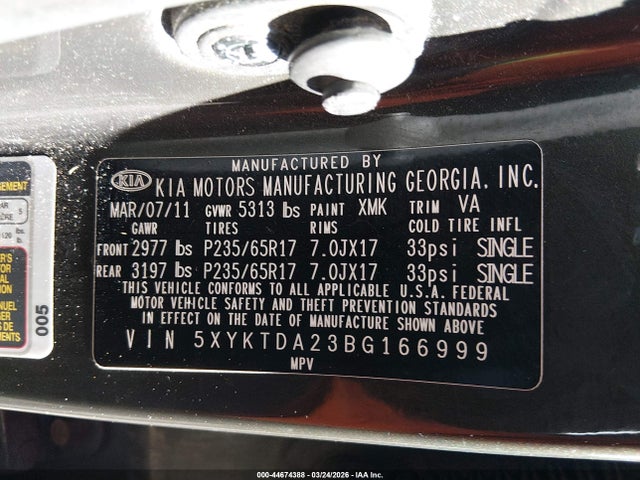 MANUFACTURED BY
KIA KIA MOTORS MANUFACTURING GEORGIA, INC.
MAR/07/11 GVWR 5313 lbs PAINT XMK TRIM VA
GAWR TIRES RIMS COLD TIRE INFL
FRONT 2977 lbs P235/65R17 7.0JX17 33psi SINGLE
REAR 3197 lbs P235/65R17 7.0JX17 33psi SINGLE
THIS VEHICLE CONFORMS TO ALL APPLICABLE U.S.A. FEDERAL
MOTOR VEHICLE SAFETY AND THEFT PREVENTION STANDARDS
IN EFFECT ON THE DATE OF MANUFACTURE SHOWN ABOVE
VIN 5XYKTDA23BG166999
MPV
5
lbs.
005
000-44674388 - 03/24/2026 - IAA Inc.